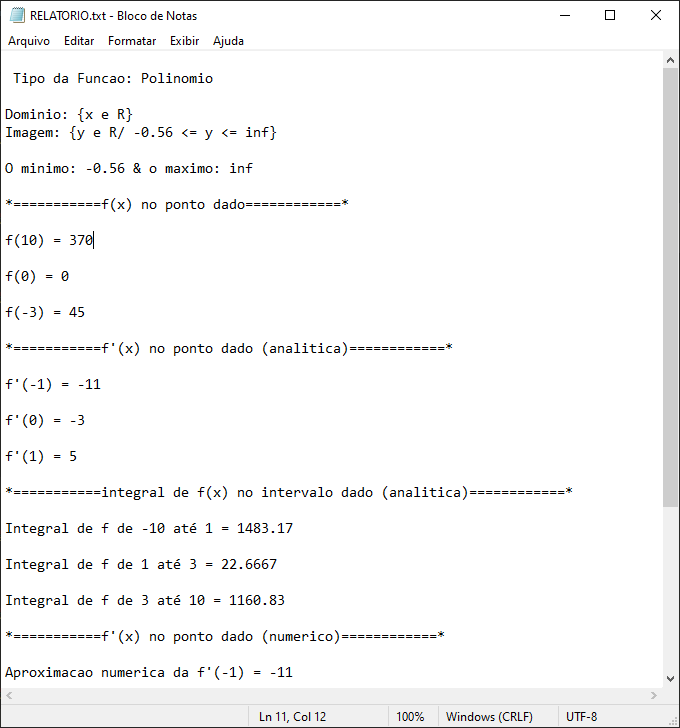 RELATORIO.txt - Bloco de Notas
Arquivo Editar Formatar Exibir Ajuda
Tipo da Funcao: Polinomio
Dominio: {x e R}
Imagem: {y e R/ -0.56 <= y <= inf}
O minimo: -0.56 & o maximo: inf
*===========f(x) no ponto dado============*
f(10) = 370
f(0) = 0
f(-3) = 45
*===========f'(x) no ponto dado (analitica)============*
f'(-1) = -11
f'(0) = -3
f'(1) = 5
*===========integral de f(x) no intervalo dado (analitica)============*
Integral de f de -10 até 1 = 1483.17
Integral de f de 1 até 3 = 22.6667
Integral de f de 3 até 10 = 1160.83
*===========f'(x) no ponto dado (numerico)============*
Aproximacao numerica da f'(-1) = -11
Ln 11, Col 12 100% Windows (CRLF) UTF-8